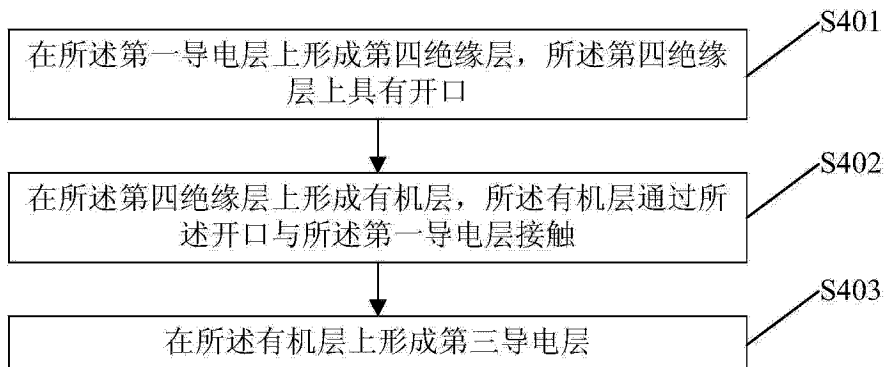 S401
在所述第一导电层上形成第四绝缘层，所述第四绝缘
层上具有开口
S402
在所述第四绝缘层上形成有机层，所述有机层通过所
述开口与所述第一导电层接触
S403
在所述有机层上形成第三导电层